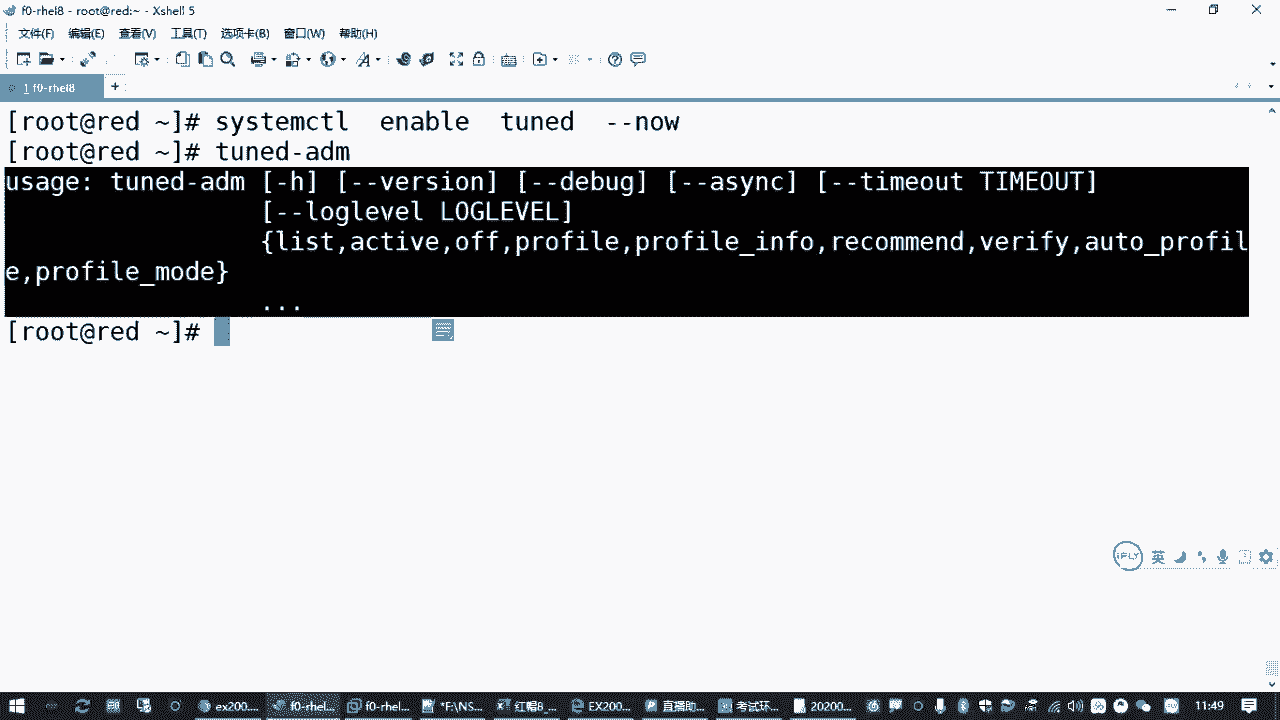 f0-rhel8 - root@red:~ - Xshell 5
文件(F) 编辑(E) 查看(V) 工具(T) 选项卡(B) 窗口(W) 帮助(H)
1 f0-rhel8 +
[root@red ~]# systemctl  enable  tuned  --now
[root@red ~]# tuned-adm
usage: tuned-adm [-h] [--version] [--debug] [--async] [--timeout TIMEOUT]
[--loglevel LOGLEVEL]
{list,active,off,profile,profile_info,recommend,verify,auto_profil
e,profile_mode}
...
[root@red ~]#
iFLY 英
ex200... f0-rhel... f0-rhel... *F:\NS... 红帽8_... EX200... 直播助... 考试环... 20200... 11:49